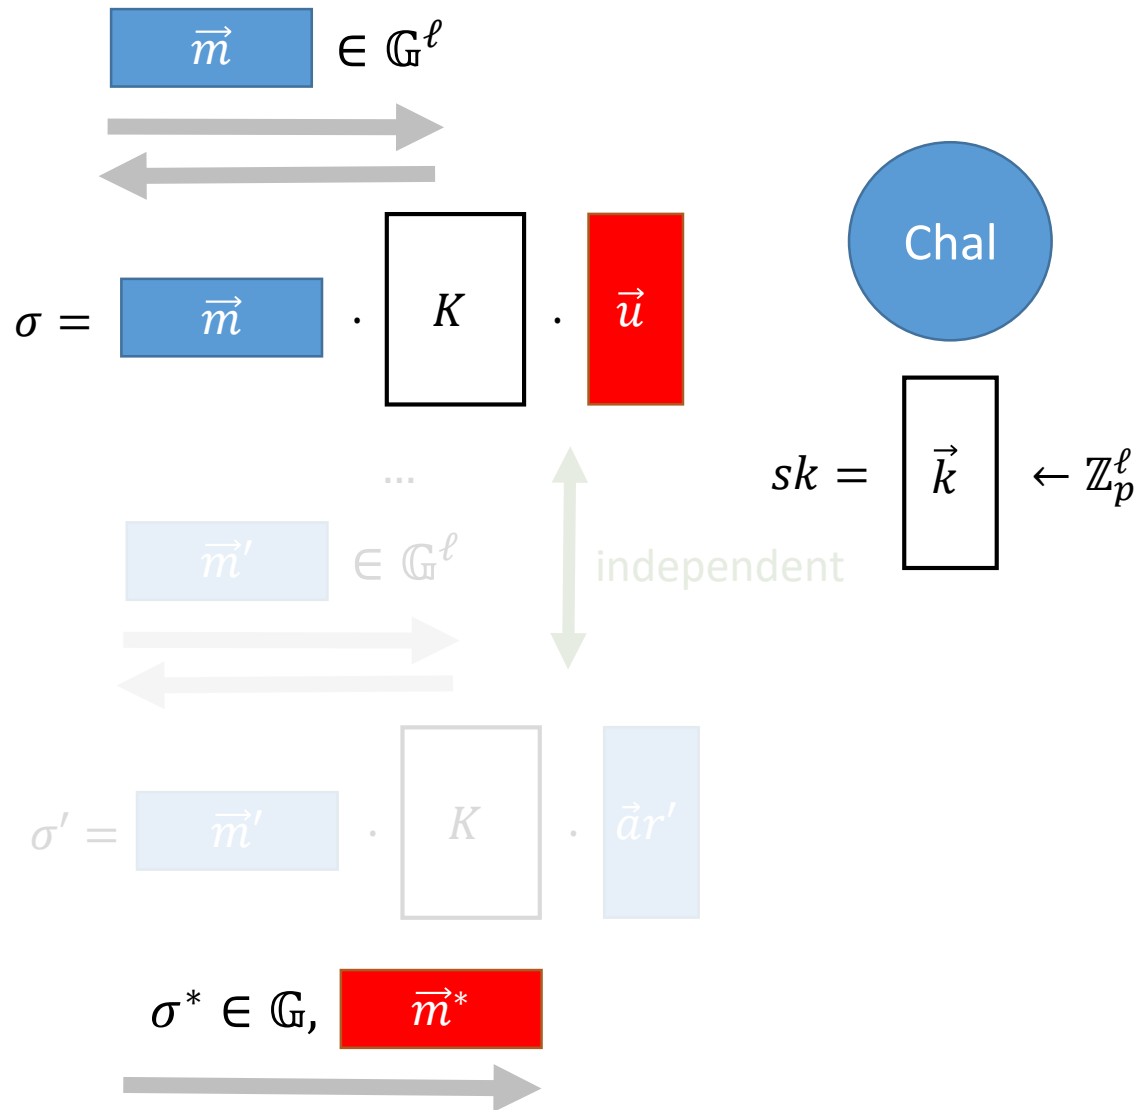 m⃗ ∈ 𝔾^ℓ
Chal
σ = m⃗ · K · u⃗
sk = k⃗ ← ℤ_p^ℓ
...
m⃗′ ∈ 𝔾^ℓ
independent
σ′ = m⃗′ · K · a⃗r′
σ* ∈ 𝔾, m⃗*